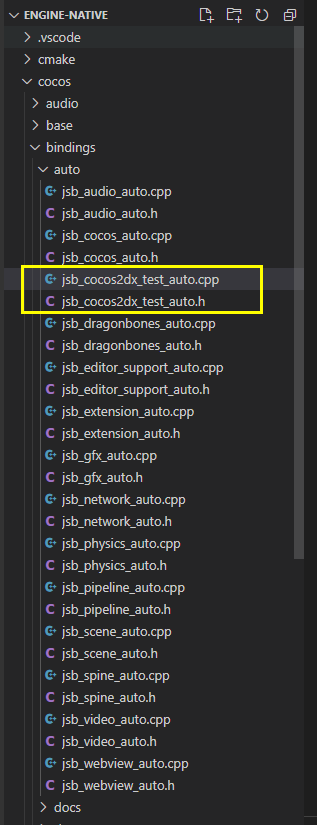 ENGINE-NATIVE
.vscode
cmake
cocos
audio
base
bindings
auto
jsb_audio_auto.cpp
C jsb_audio_auto.h
jsb_cocos_auto.cpp
C jsb_cocos_auto.h
jsb_cocos2dx_test_auto.cpp
C jsb_cocos2dx_test_auto.h
jsb_dragonbones_auto.cpp
C jsb_dragonbones_auto.h
jsb_editor_support_auto.cpp
C jsb_editor_support_auto.h
jsb_extension_auto.cpp
C jsb_extension_auto.h
jsb_gfx_auto.cpp
C jsb_gfx_auto.h
jsb_network_auto.cpp
C jsb_network_auto.h
jsb_physics_auto.cpp
C jsb_physics_auto.h
jsb_pipeline_auto.cpp
C jsb_pipeline_auto.h
jsb_scene_auto.cpp
C jsb_scene_auto.h
jsb_spine_auto.cpp
C jsb_spine_auto.h
jsb_video_auto.cpp
C jsb_video_auto.h
jsb_webview_auto.cpp
C jsb_webview_auto.h
docs